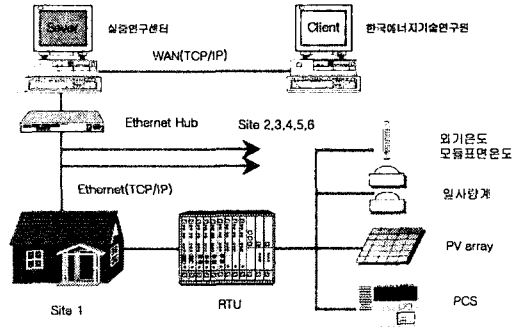 Sever
실증연구센터
Client
한국에너지기술연구원
WAN(TCP/IP)
Ethernet Hub
Site 2,3,4,5,6
외기온도
모듈표면온도
일사량계
Ethernet(TCP/IP)
PV array
PCS
Site 1
RTU